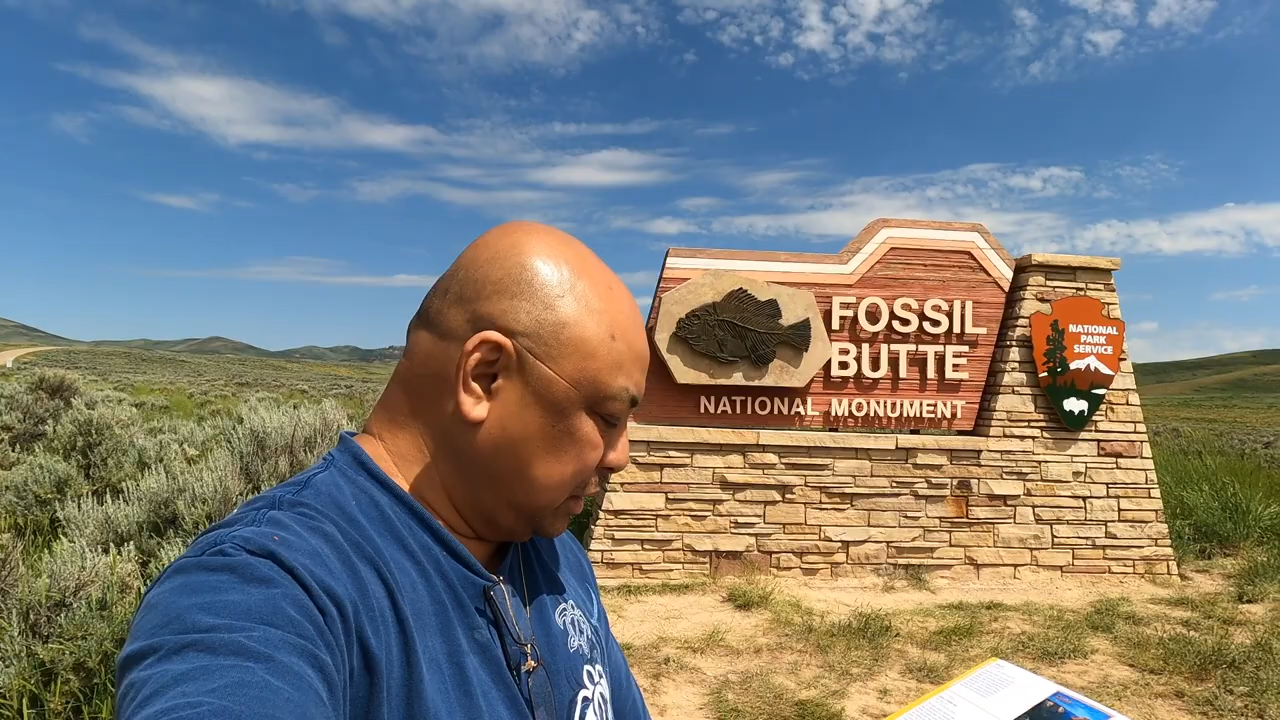 FOSSIL
BUTTE
NATIONAL MONUMENT
NATIONAL
PARK
SERVICE